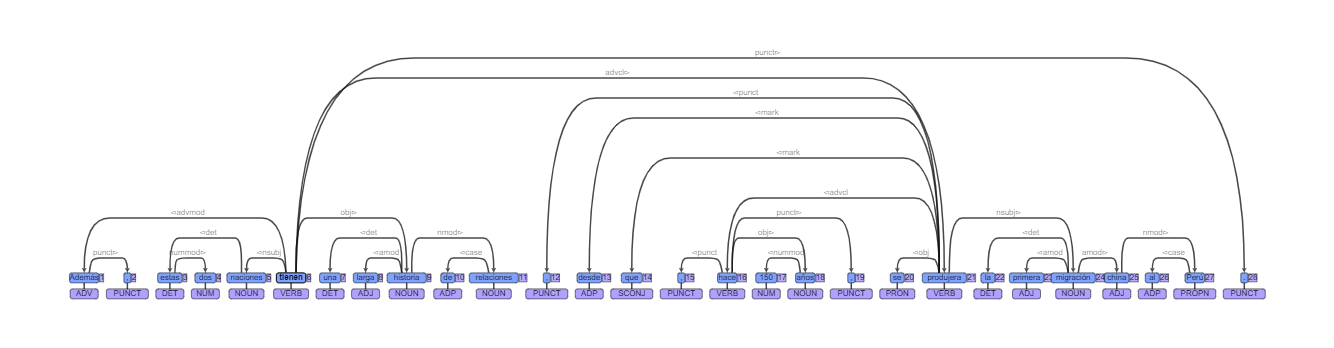 punct>
advcl>
<punct
<mark
<mark
<advcl
<advmod obj> punct> nsubj>
<det <det nmod> obj> <det nmod>
punct> nummod> <nsubj <amod <case <punct <nummod <obj <amod amod> <case
Además 1 , 2 estas 3 dos 4 naciones 5 tienen 6 una 7 larga 8 historia 9 de 10 relaciones 11 , 12 desde 13 que 14 , 15 hace 16 150 17 años 18 , 19 se 20 produjera 21 la 22 primera 23 migración 24 china 25 al 26 Perú 27 . 28
ADV PUNCT DET NUM NOUN VERB DET ADJ NOUN ADP NOUN PUNCT ADP SCONJ PUNCT VERB NUM NOUN PUNCT PRON VERB DET ADJ NOUN ADJ ADP PROPN PUNCT